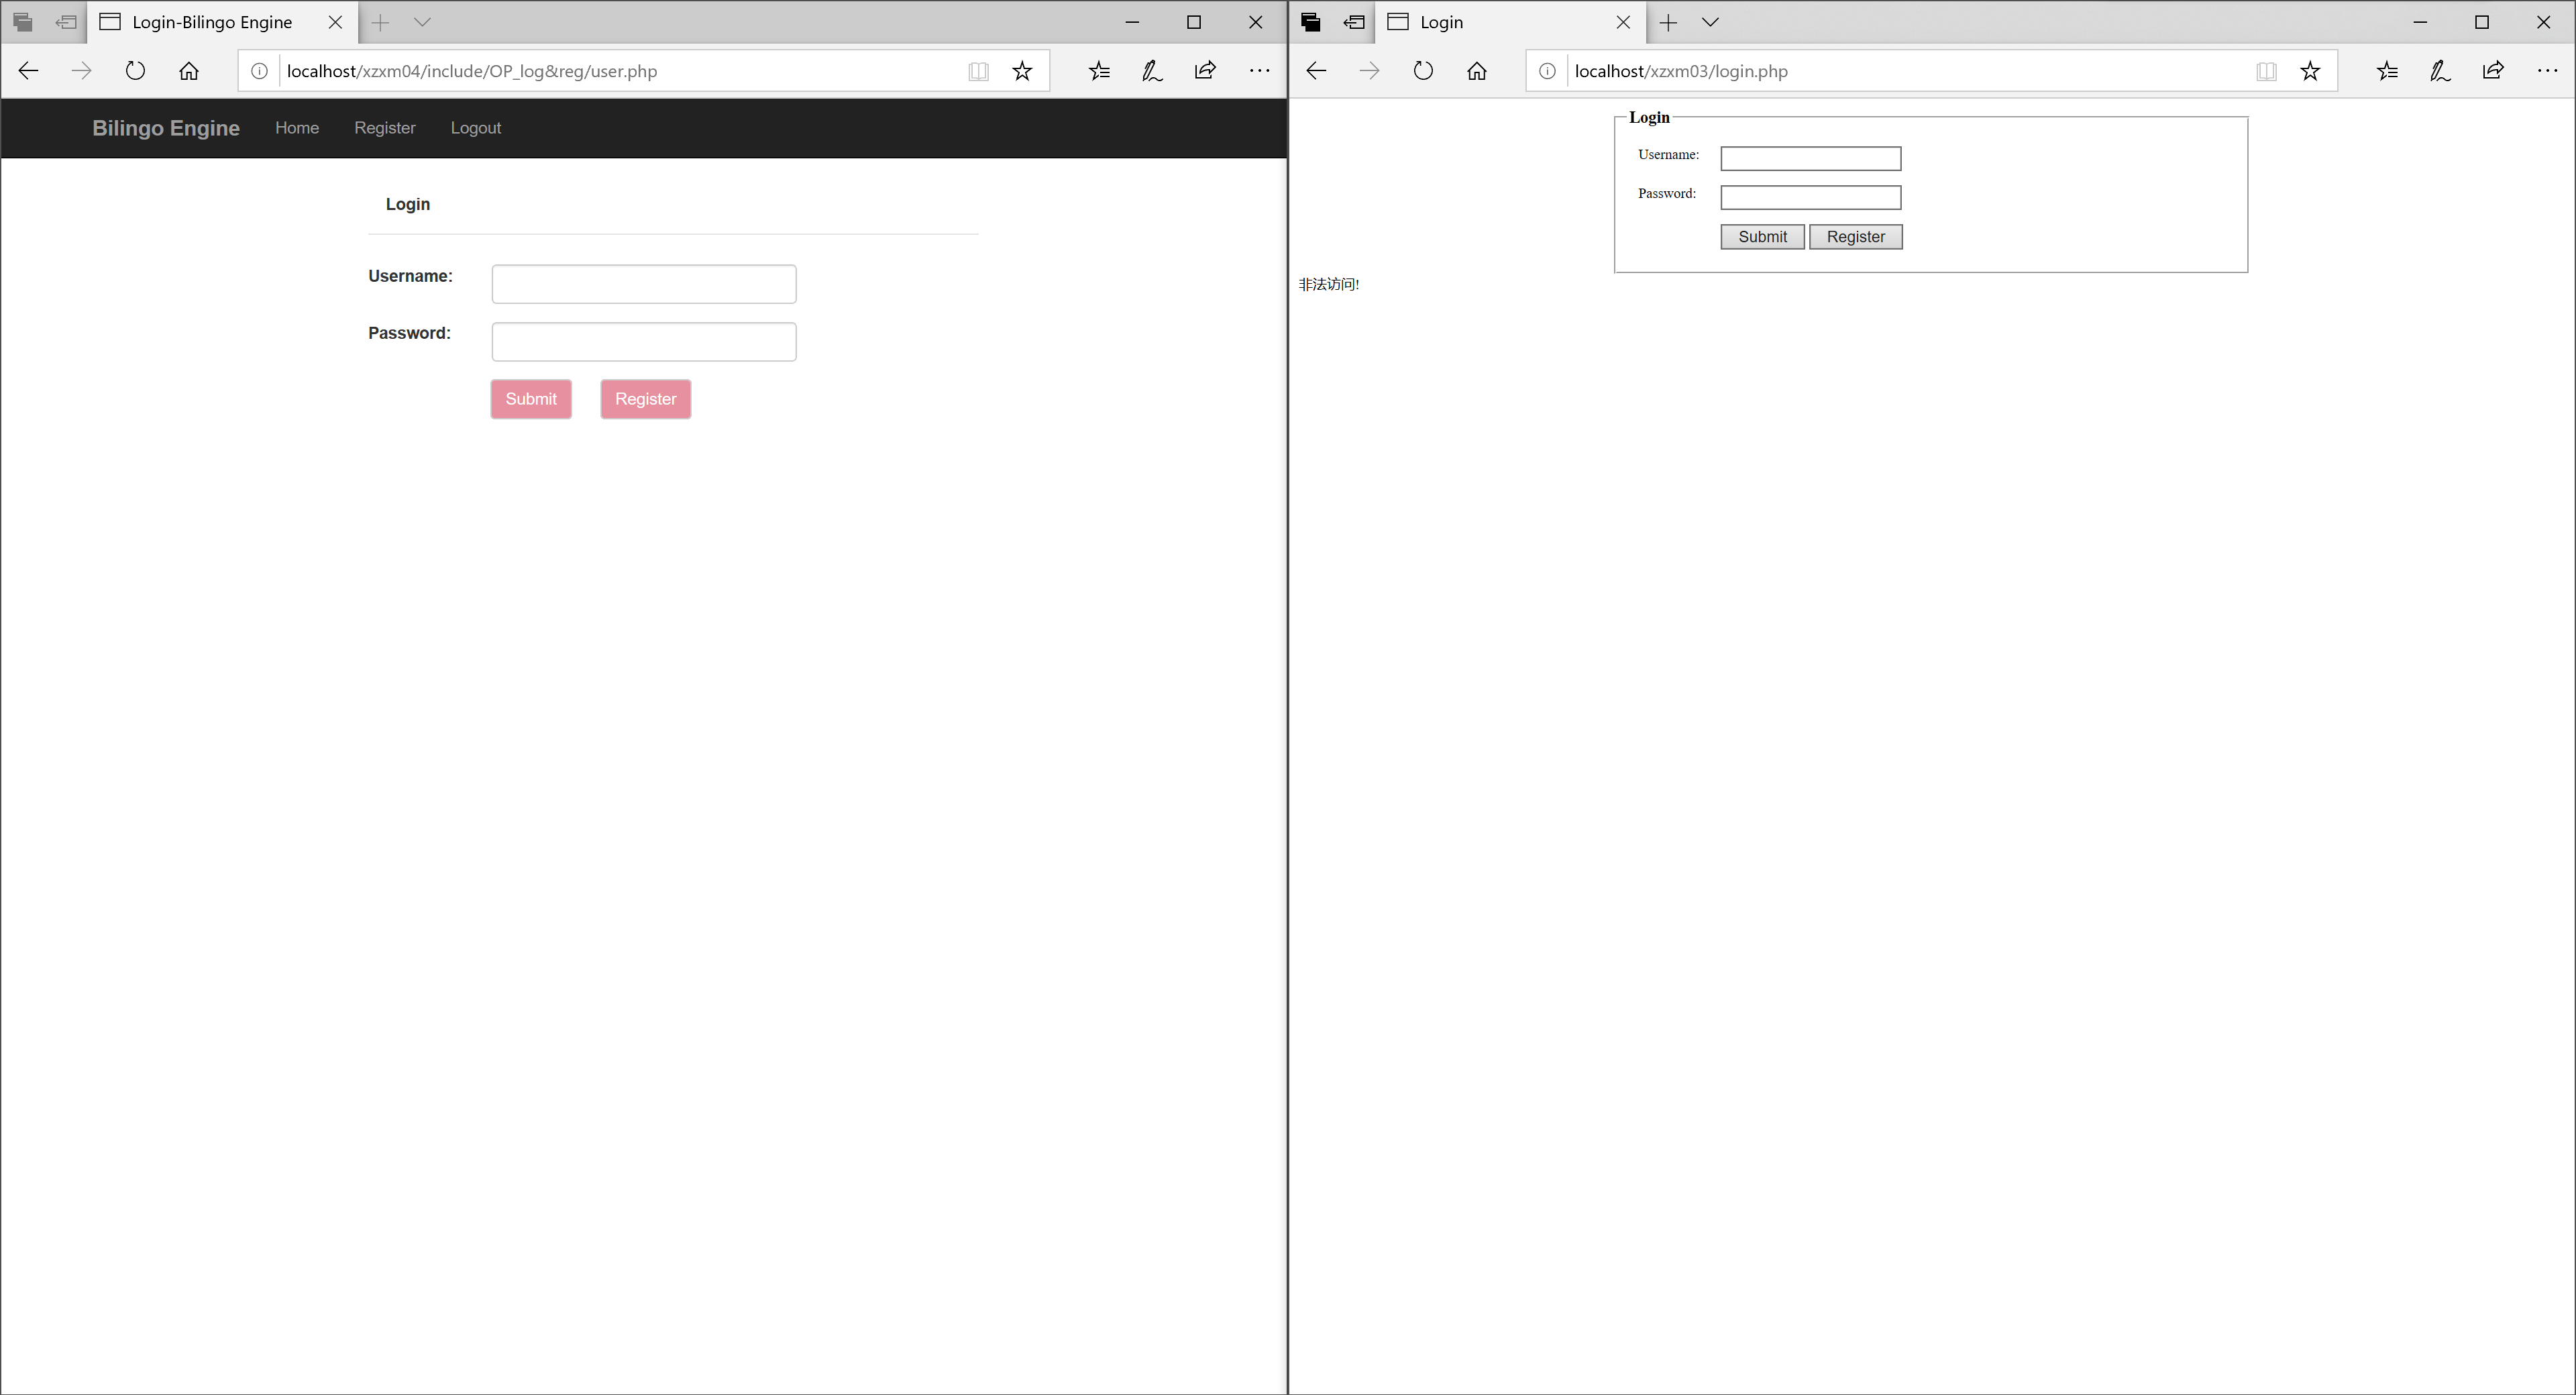 Login-Bilingo Engine
localhost/xzxm04/include/OP_log&reg/user.php
Bilingo Engine Home Register Logout
Login
Username:
Password:
Submit Register
Login
localhost/xzxm03/login.php
Login
Username:
Password:
Submit Register
非法访问!